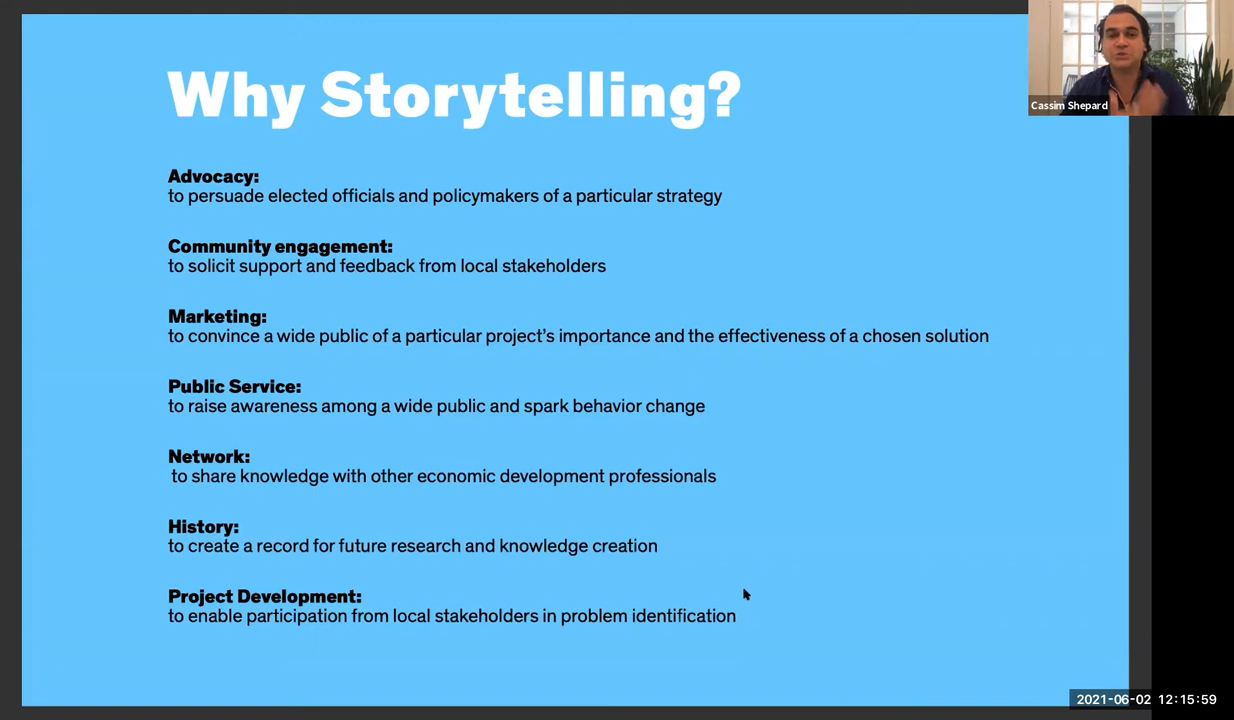 Why Storytelling?
Cassim Shepard
Advocacy:
to persuade elected officials and policymakers of a particular strategy
Community engagement:
to solicit support and feedback from local stakeholders
Marketing:
to convince a wide public of a particular project's importance and the effectiveness of a chosen solution
Public Service:
to raise awareness among a wide public and spark behavior change
Network:
to share knowledge with other economic development professionals
History:
to create a record for future research and knowledge creation
Project Development:
to enable participation from local stakeholders in problem identification
2021-06-02 12:15:59